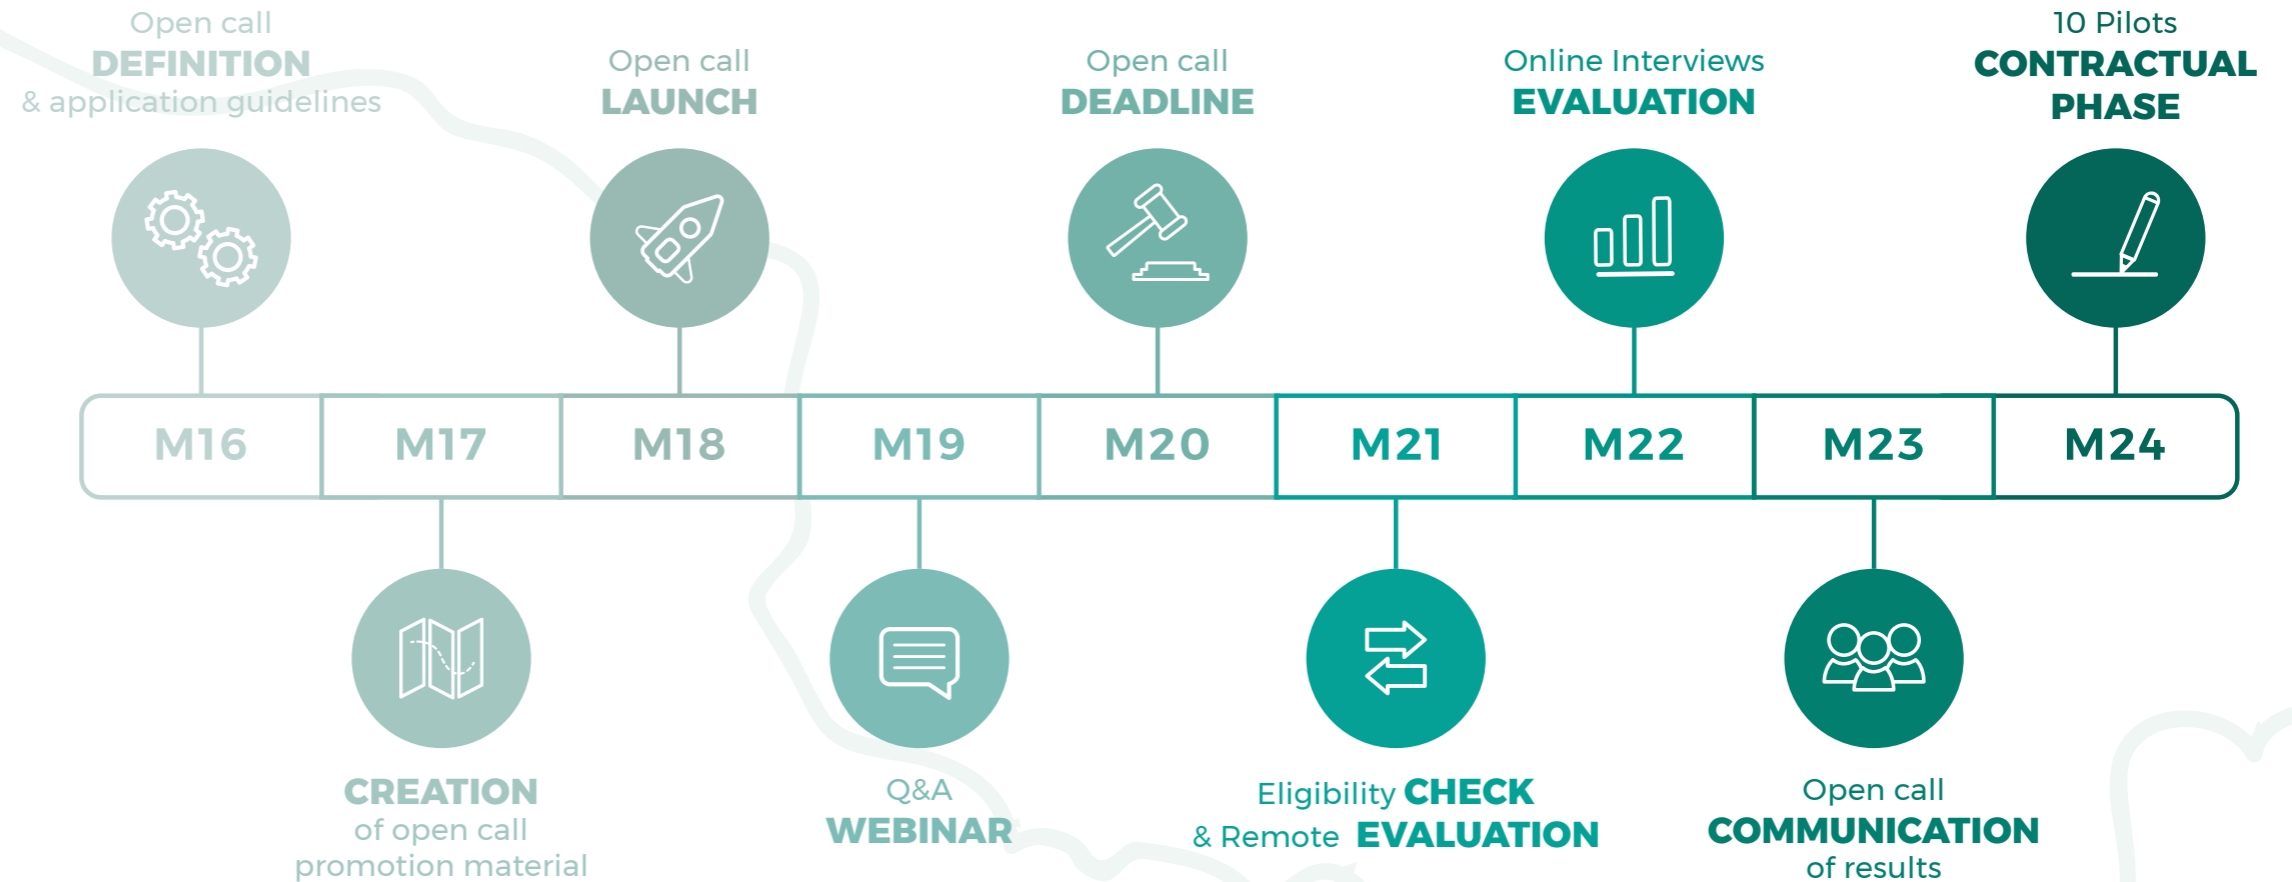 Open call
DEFINITION
& application guidelines
Open call
LAUNCH
Open call
DEADLINE
Online Interviews
EVALUATION
10 Pilots
CONTRACTUAL
PHASE
M16
M17
M18
M19
M20
M21
M22
M23
M24
CREATION
of open call
promotion material
Q&A
WEBINAR
Eligibility CHECK
& Remote EVALUATION
Open call
COMMUNICATION
of results